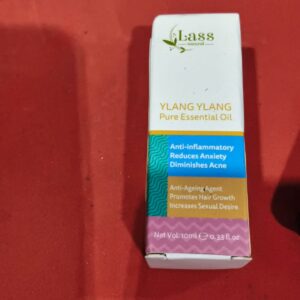 Lass
naturals
YLANG YLANG
Pure Essential Oil
Anti-inflammatory
Reduces Anxiety
Diminishes Acne
Anti-Ageing Agent
Promotes Hair Growth
Increases Sexual Desire
Net Vol: 10ml ℮ 0.33 fl oz